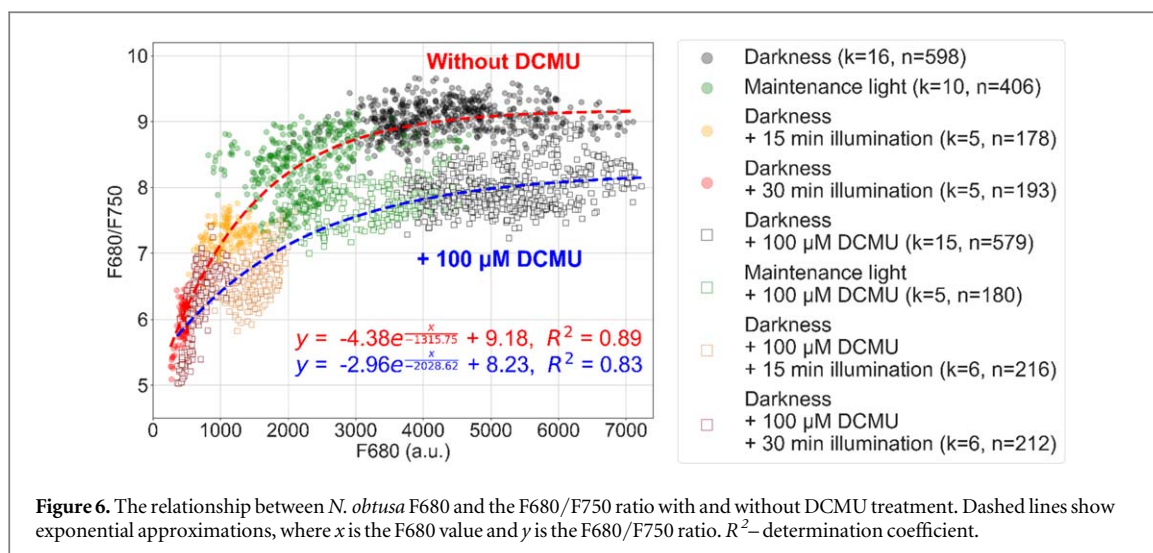 10
9
8
7
6
5
F680/F750
Without DCMU
+ 100 µM DCMU
y = -4.38e^{\frac{x}{-1315.75}} + 9.18, R² = 0.89
y = -2.96e^{\frac{x}{-2028.62}} + 8.23, R² = 0.83
0 1000 2000 3000 4000 5000 6000 7000
F680 (a.u.)
Darkness (k=16, n=598)
Maintenance light (k=10, n=406)
Darkness
+ 15 min illumination (k=5, n=178)
Darkness
+ 30 min illumination (k=5, n=193)
Darkness
+ 100 µM DCMU (k=15, n=579)
Maintenance light
+ 100 µM DCMU (k=5, n=180)
Darkness
+ 100 µM DCMU
+ 15 min illumination (k=6, n=216)
Darkness
+ 100 µM DCMU
+ 30 min illumination (k=6, n=212)
Figure 6. The relationship between N. obtusa F680 and the F680/F750 ratio with and without DCMU treatment. Dashed lines show
exponential approximations, where x is the F680 value and y is the F680/F750 ratio. R²– determination coefficient.